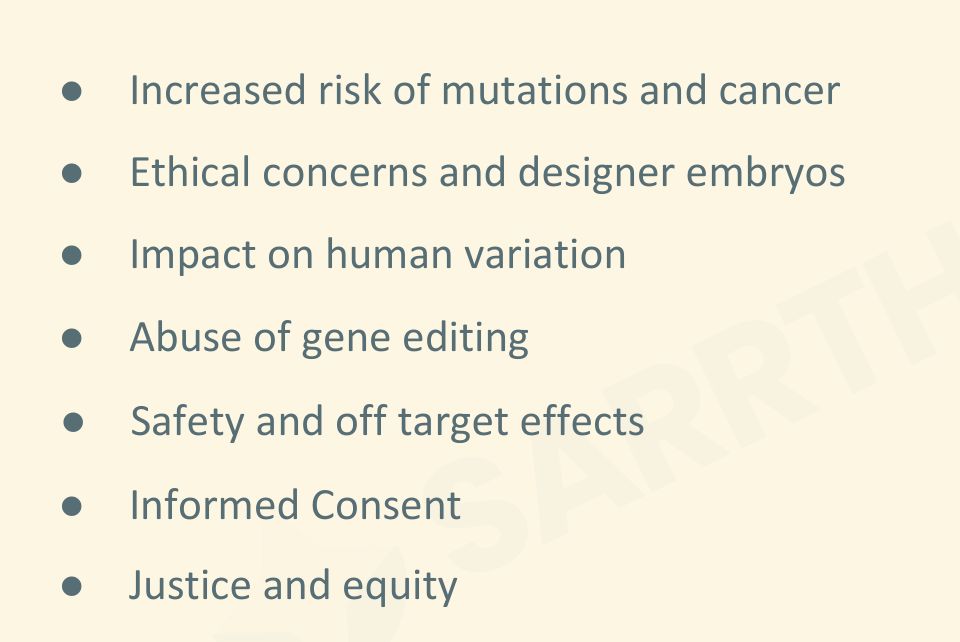 ● Increased risk of mutations and cancer
● Ethical concerns and designer embryos
● Impact on human variation
● Abuse of gene editing
● Safety and off target effects
● Informed Consent
● Justice and equity
SARRTH